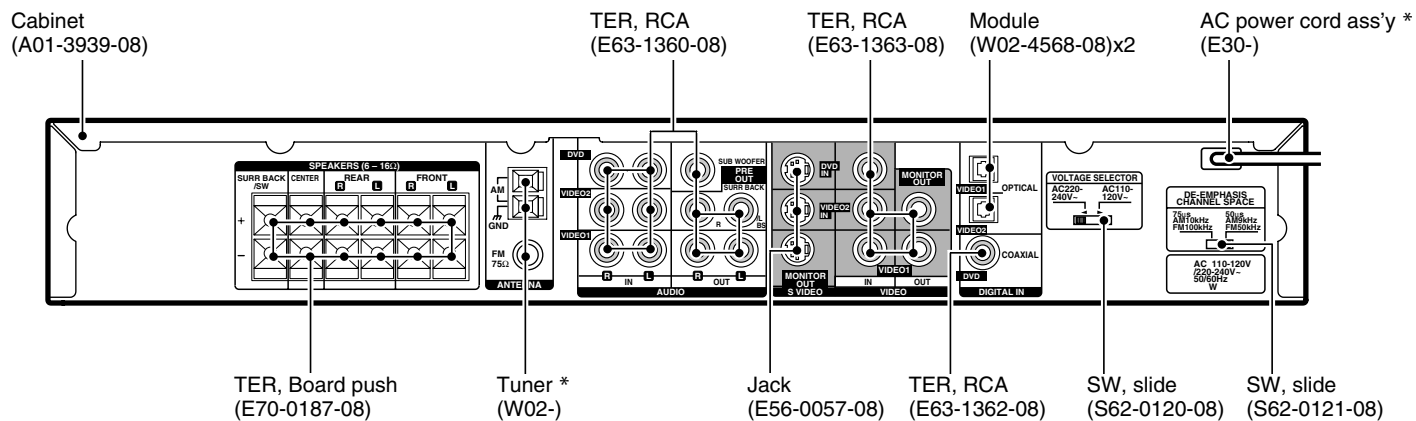 Cabinet
(A01-3939-08)
TER, RCA
(E63-1360-08)
TER, RCA
(E63-1363-08)
Module
(W02-4568-08)x2
AC power cord ass'y *
(E30-)
SPEAKERS (6 – 16Ω)
SURR BACK
/SW
CENTER
REAR
R L
FRONT
R L
+
–
AM
GND
FM
75Ω
ANTENNA
DVD
VIDEO2
VIDEO1
R L
IN
SUB WOOFER
PRE
OUT
SURR BACK
R
L
BS
R L
OUT
AUDIO
DVD
IN
VIDEO2
IN
MONITOR
OUT
S VIDEO
MONITOR
OUT
VIDEO1
IN OUT
VIDEO
VIDEO1
OPTICAL
VIDEO2
COAXIAL
DVD
DIGITAL IN
VOLTAGE SELECTOR
AC220-
240V~
AC110-
120V~
DE-EMPHASIS
CHANNEL SPACE
75µs
AM10kHz
FM100kHz
50µs
AM9kHz
FM50kHz
AC 110-120V
/220-240V~
50/60Hz
W
TER, Board push
(E70-0187-08)
Tuner *
(W02-)
Jack
(E56-0057-08)
TER, RCA
(E63-1362-08)
SW, slide
(S62-0120-08)
SW, slide
(S62-0121-08)